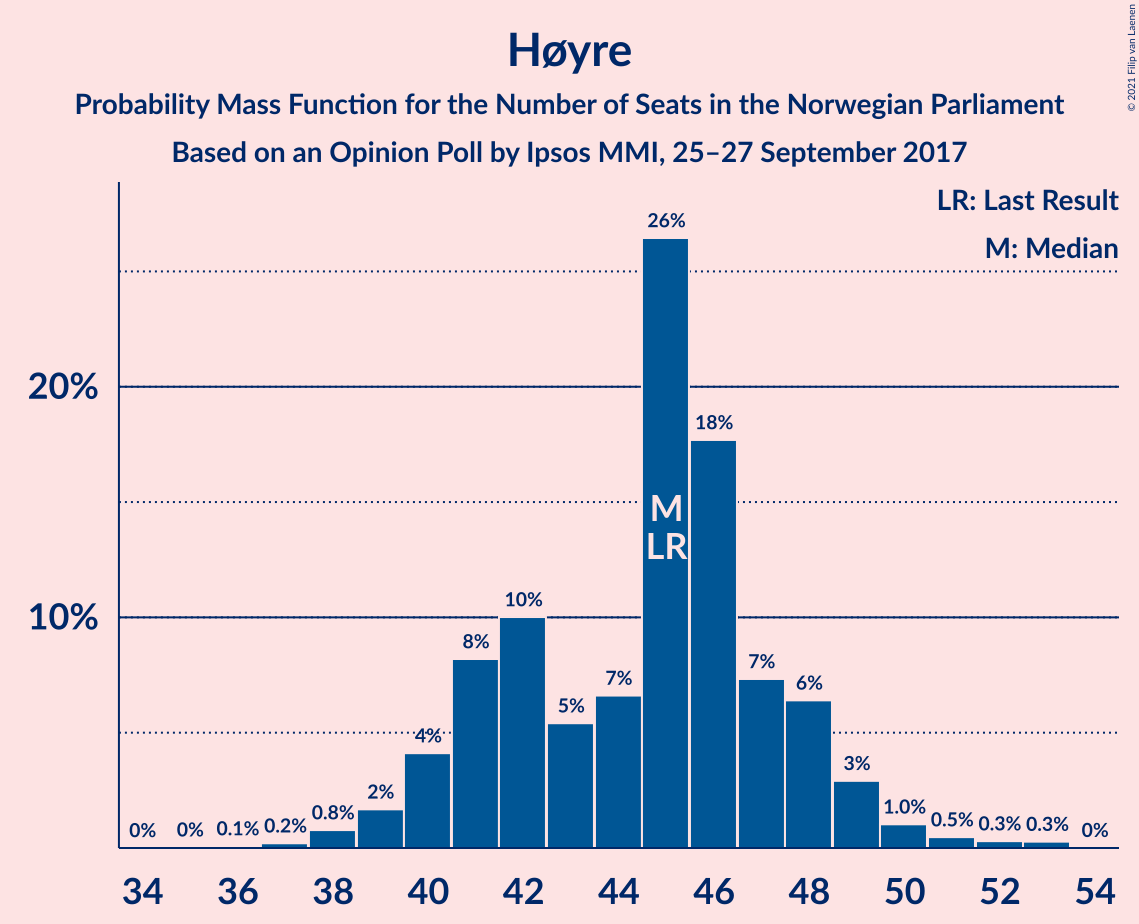 Høyre
Probability Mass Function for the Number of Seats in the Norwegian Parliament
Based on an Opinion Poll by Ipsos MMI, 25–27 September 2017
© 2021 Filip van Laenen
LR: Last Result
M: Median
20%
10%
0%
0%
0.1%
0.2%
0.8%
2%
4%
8%
10%
5%
7%
26%
18%
7%
6%
3%
1.0%
0.5%
0.3%
0.3%
0%
M
LR
34 36 38 40 42 44 46 48 50 52 54